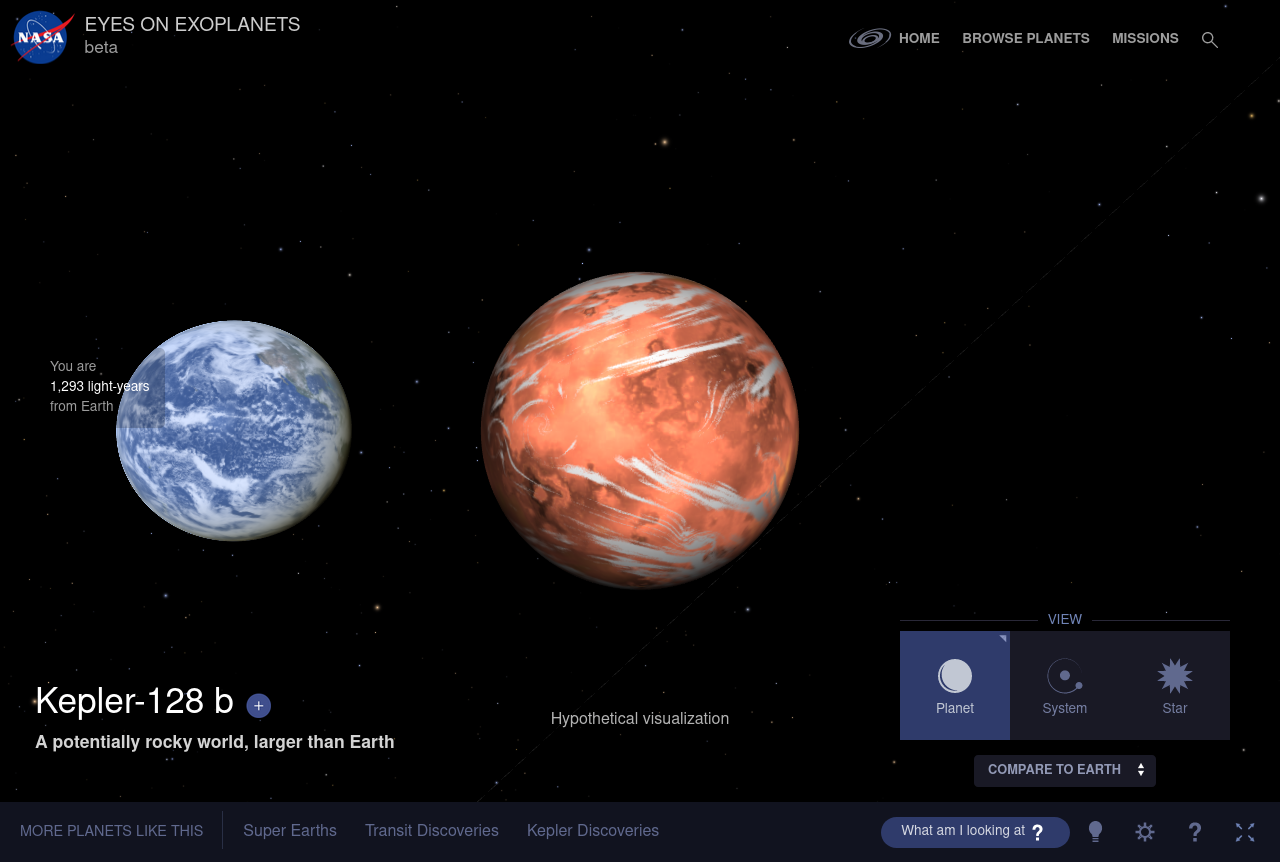 NASA
EYES ON EXOPLANETS
beta
HOME
BROWSE PLANETS
MISSIONS
You are
1,293 light-years
from Earth
VIEW
Planet
System
Star
Kepler-128 b +
A potentially rocky world, larger than Earth
Hypothetical visualization
COMPARE TO EARTH
MORE PLANETS LIKE THIS
Super Earths
Transit Discoveries
Kepler Discoveries
What am I looking at ?
?